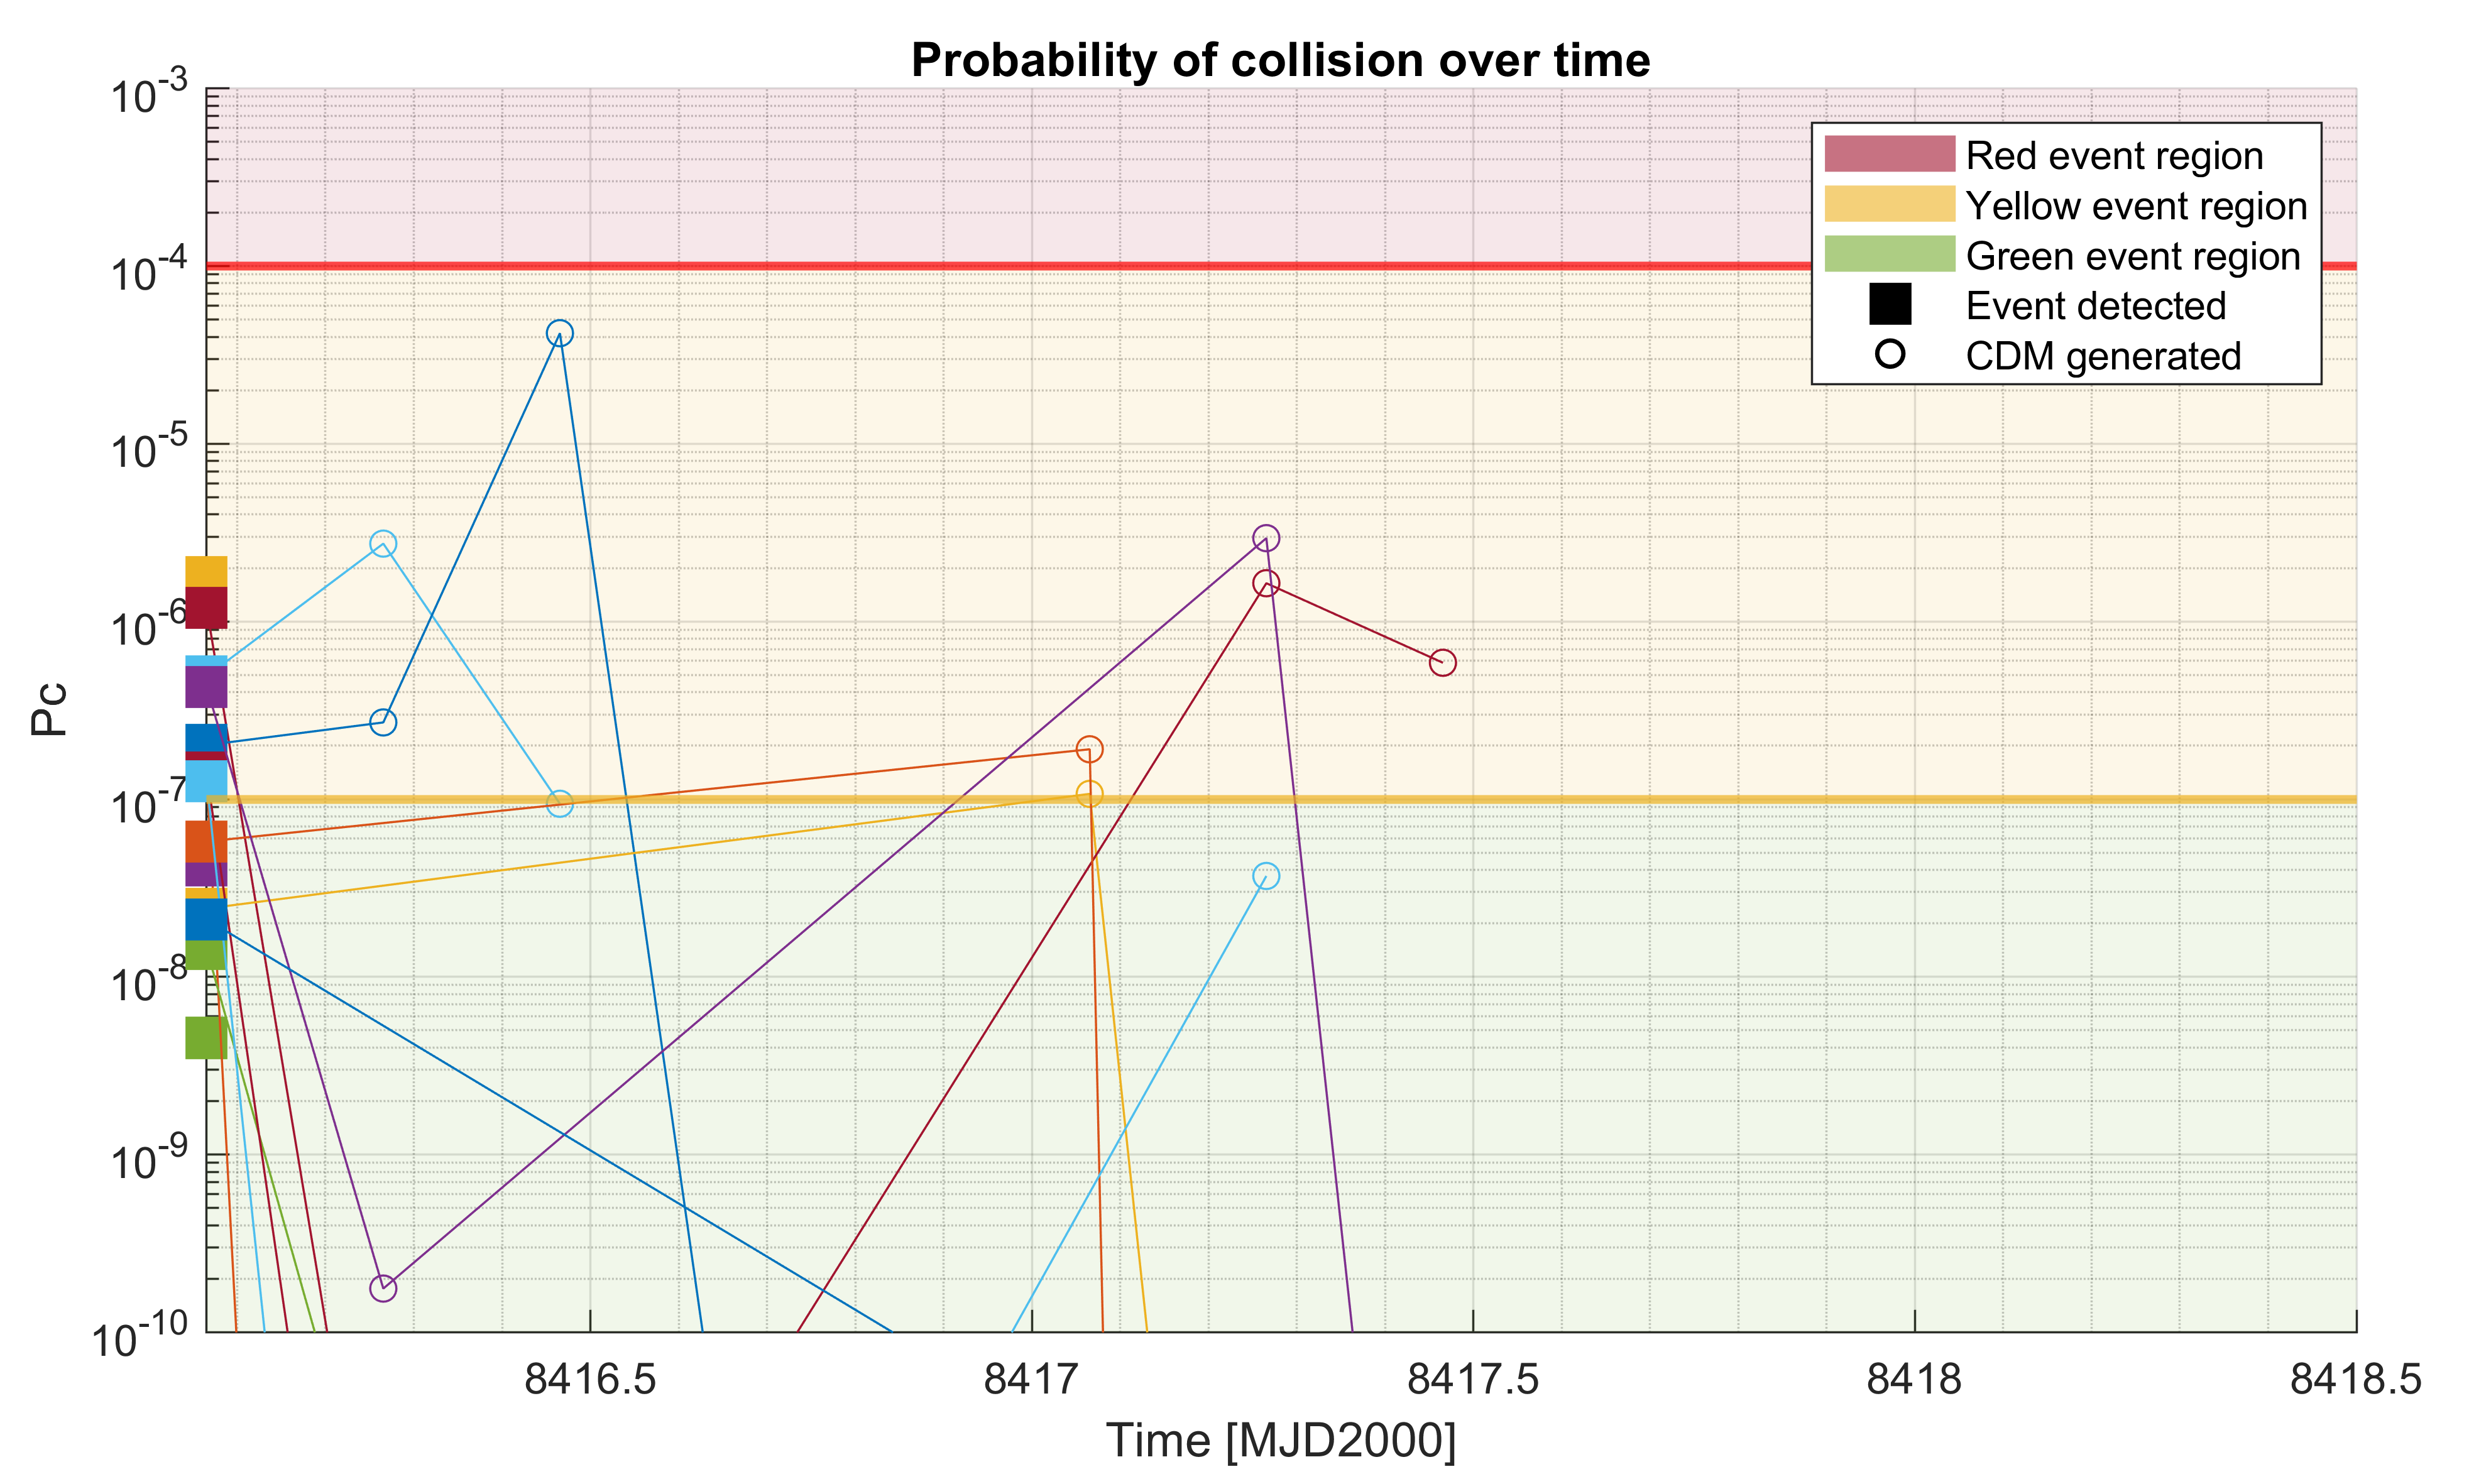 Probability of collision over time
10^-3
10^-4
10^-5
10^-6
10^-7
10^-8
10^-9
10^-10
Pc
Red event region
Yellow event region
Green event region
Event detected
CDM generated
8416.5
8417
8417.5
8418
8418.5
Time [MJD2000]